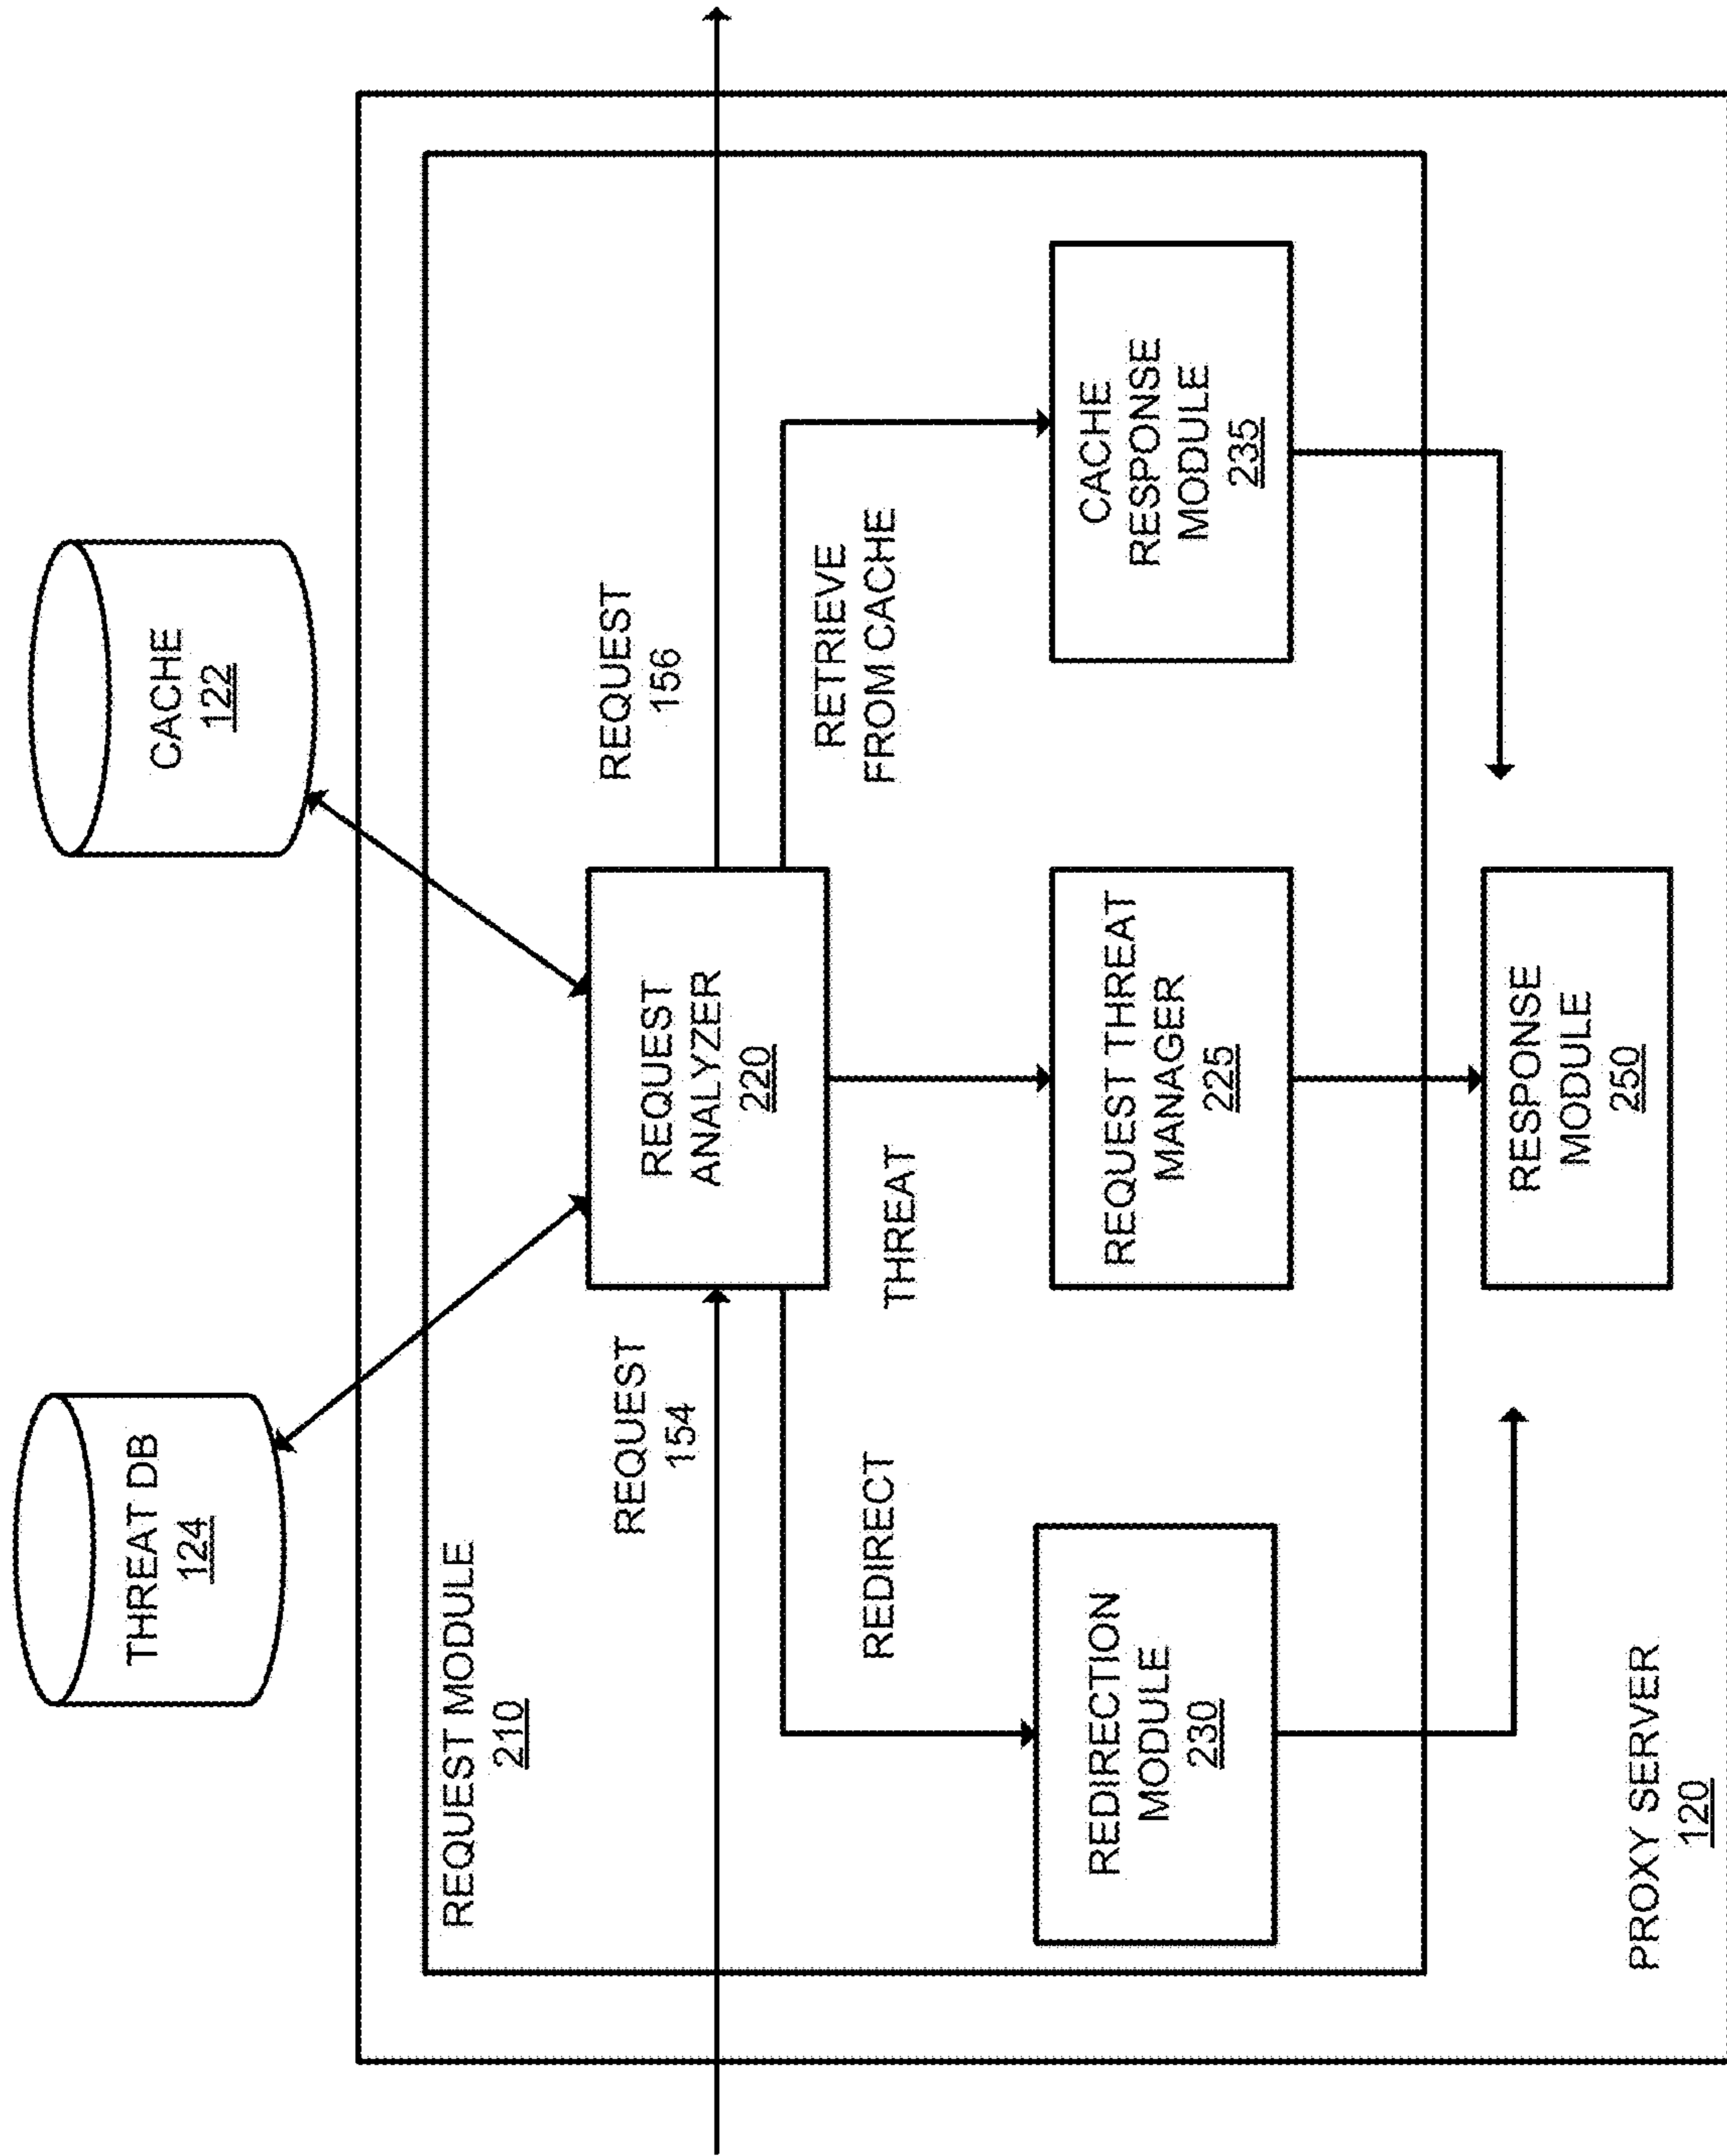 THREAT DB
124
CACHE
122
REQUEST MODULE
210
REQUEST
154
REQUEST
ANALYZER
220
REQUEST
156
REDIRECT
THREAT
RETRIEVE
FROM CACHE
REDIRECTION
MODULE
230
REQUEST THREAT
MANAGER
225
CACHE
RESPONSE
MODULE
235
RESPONSE
MODULE
250
PROXY SERVER
120